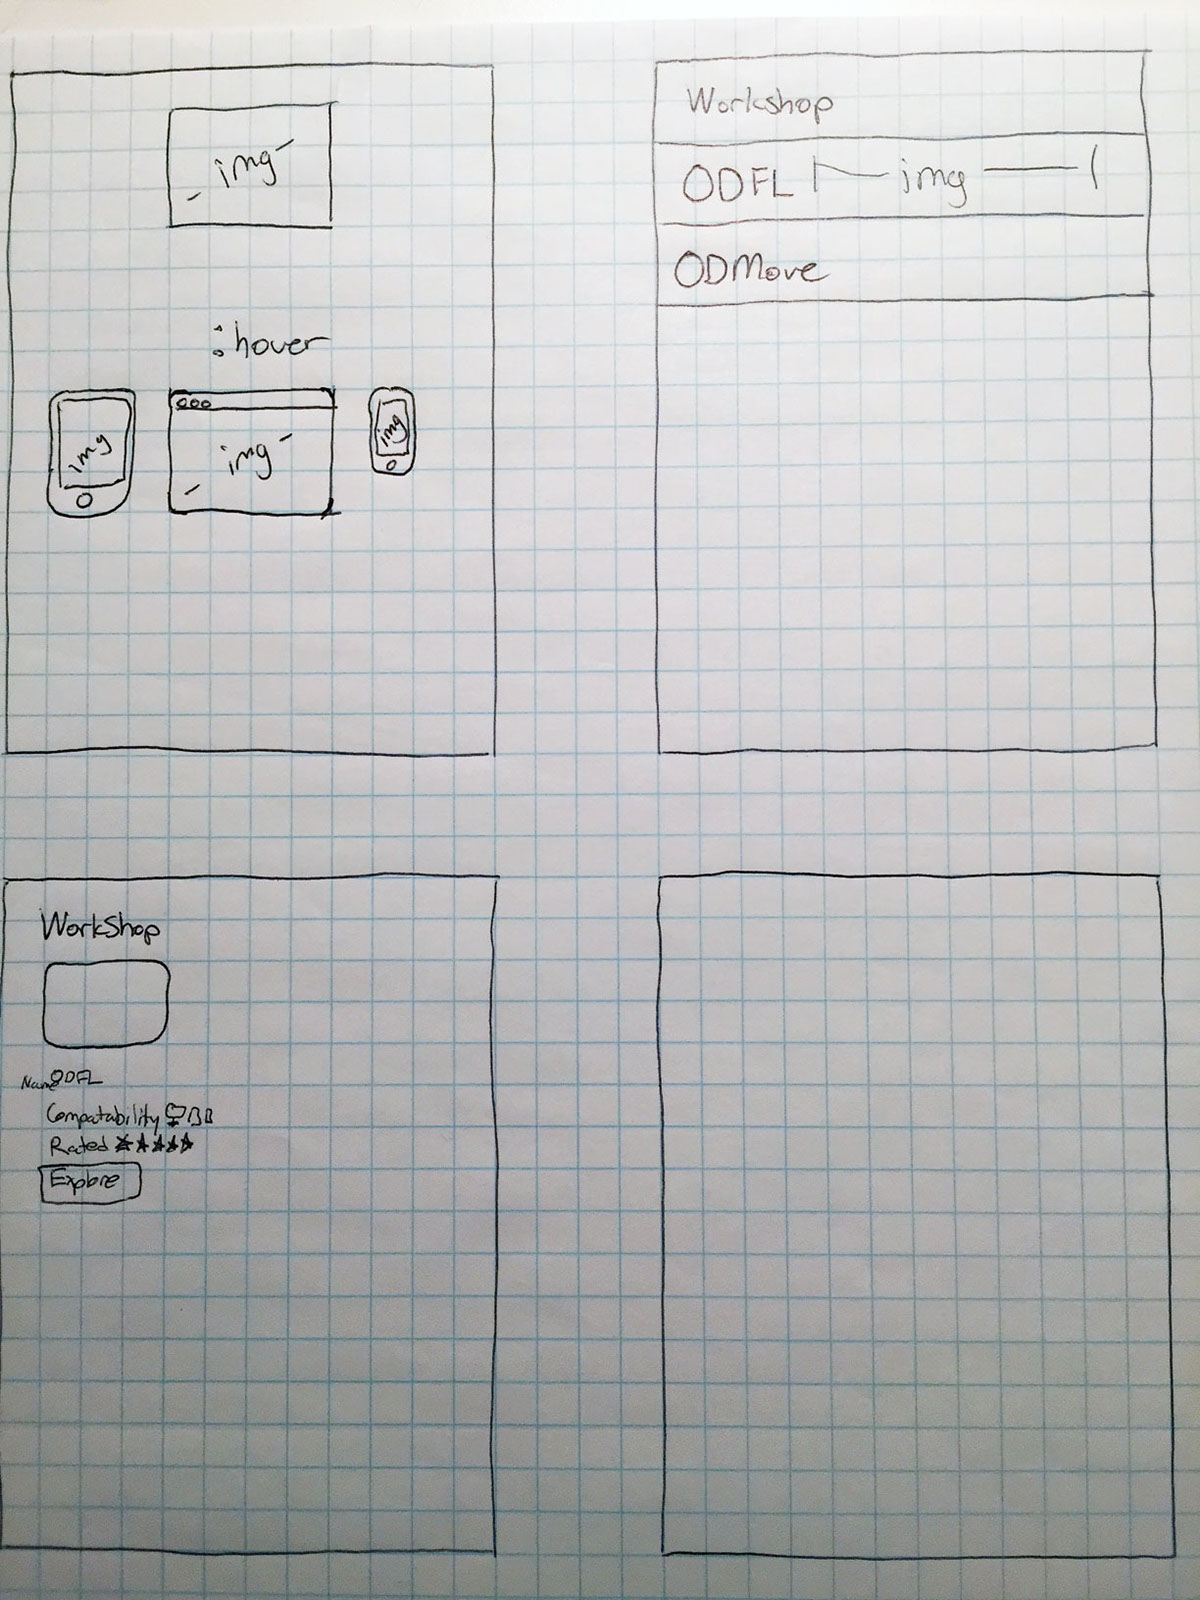 img
:hover
img
img
img
Workshop
ODFL img
ODMove
WorkShop
Name ODFL
Compatability
Rated ★★★★★
Explore